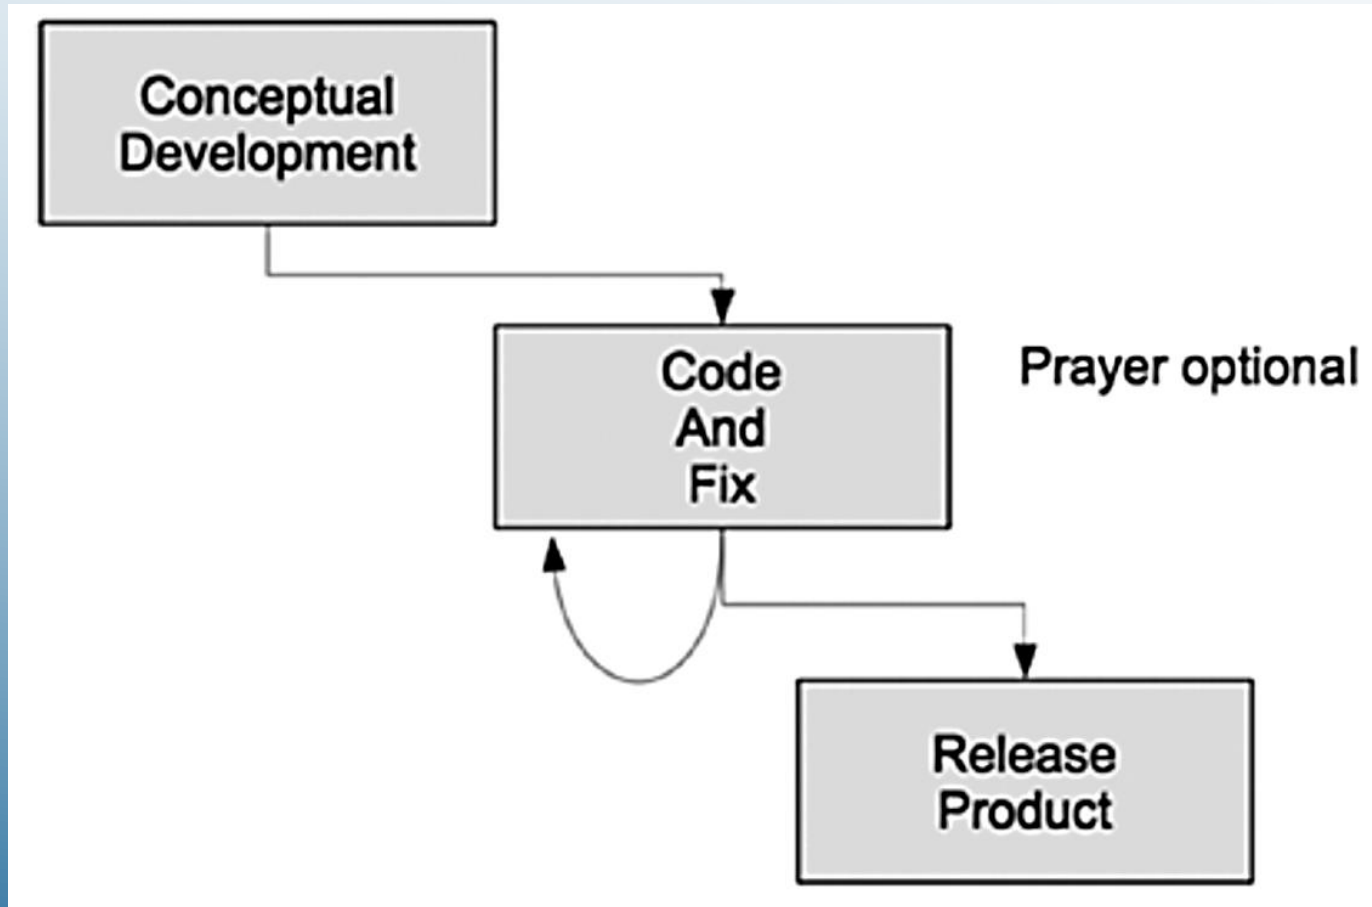 Conceptual
Development
Code
And
Fix
Prayer optional
Release
Product